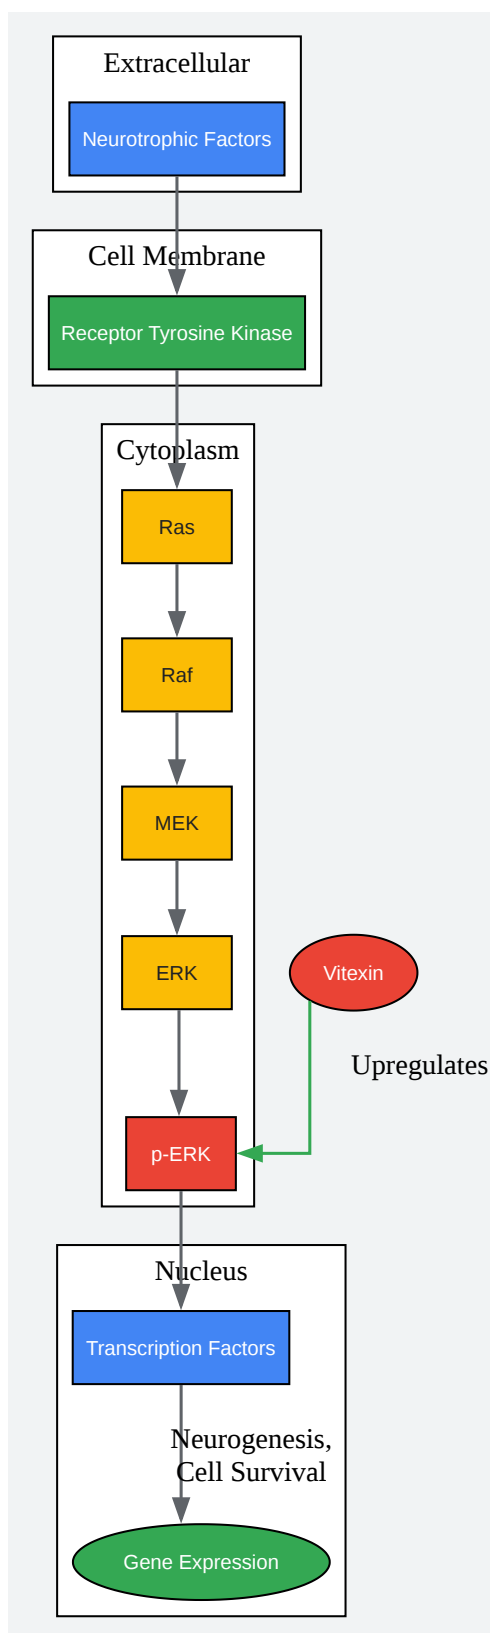 Extracellular
Neurotrophic Factors
Cell Membrane
Receptor Tyrosine Kinase
Cytoplasm
Ras
Raf
MEK
ERK
Vitexin
Upregulates
p-ERK
Nucleus
Transcription Factors
Neurogenesis,
Cell Survival
Gene Expression